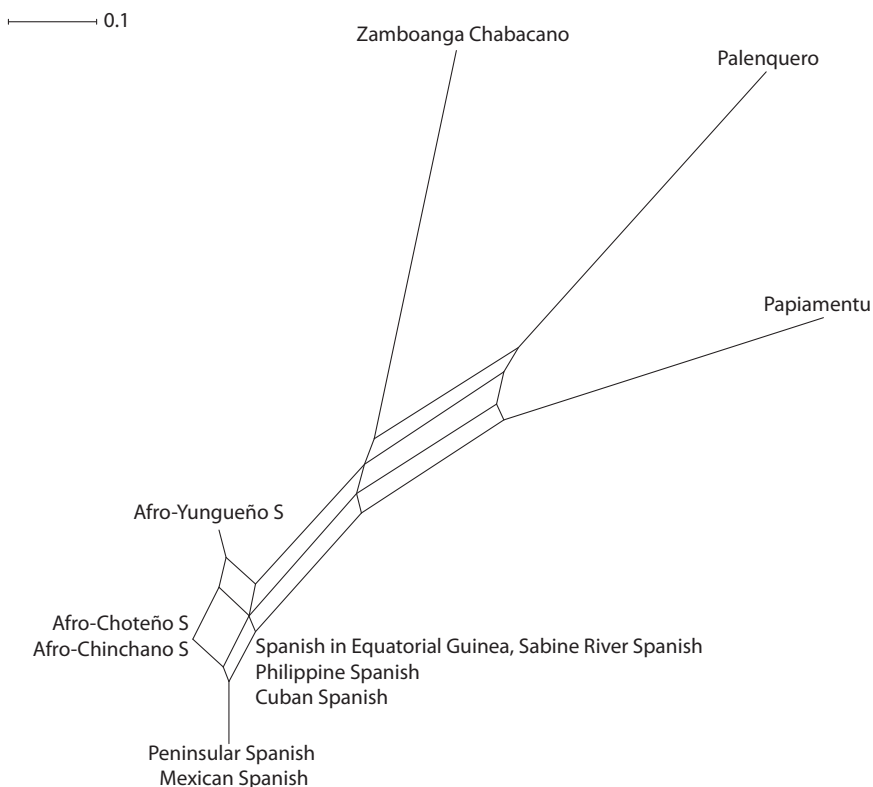 0.1
Zamboanga Chabacano
Palenquero
Papiamentu
Afro-Yungueño S
Afro-Choteño S
Afro-Chinchano S
Spanish in Equatorial Guinea, Sabine River Spanish
Philippine Spanish
Cuban Spanish
Peninsular Spanish
Mexican Spanish